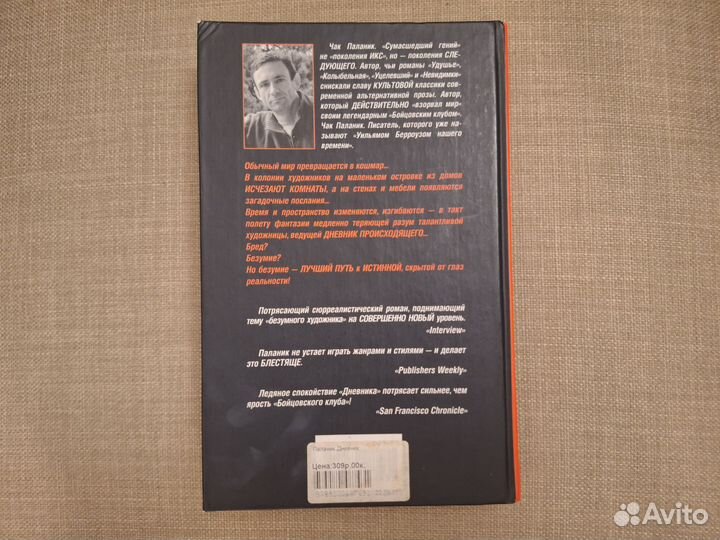 Чак Паланик. «Сумасшедший гений»
не «поколения ИКС», но — поколения СЛЕ-
ДУЮЩЕГО. Автор, чьи романы «Удушье»,
«Колыбельная», «Уцелевший» и «Невидимки»
снискали славу КУЛЬТОВОЙ классики сов-
ременной альтернативной прозы. Автор,
который ДЕЙСТВИТЕЛЬНО «взорвал мир»
своим легендарным «Бойцовским клубом».
Чак Паланик. Писатель, которого уже на-
зывают «Уильямом Берроузом нашего
времени».
Обычный мир превращается в кошмар...
В колонии художников на маленьком островке из домов
ИСЧЕЗАЮТ КОМНАТЫ, а на стенах и мебели появляются
загадочные послания...
Время и пространство изменяются, изгибаются — в такт
полету фантазии медленно теряющей разум талантливой
художницы, ведущей ДНЕВНИК ПРОИСХОДЯЩЕГО...
Бред?
Безумие?
Но безумие — ЛУЧШИЙ ПУТЬ к ИСТИННОЙ, скрытой от глаз
реальности!
Потрясающий сюрреалистический роман, поднимающий
тему «безумного художника» на СОВЕРШЕННО НОВЫЙ уровень.
«Interview»
Паланик не устает играть жанрами и стилями — и делает
это БЛЕСТЯЩЕ.
«Publishers Weekly»
Ледяное спокойствие «Дневника» потрясает сильнее, чем
ярость «Бойцовского клуба»!
«San Francisco Chronicle»
Паланик Дневник
Цена:309р.00к.
Avito